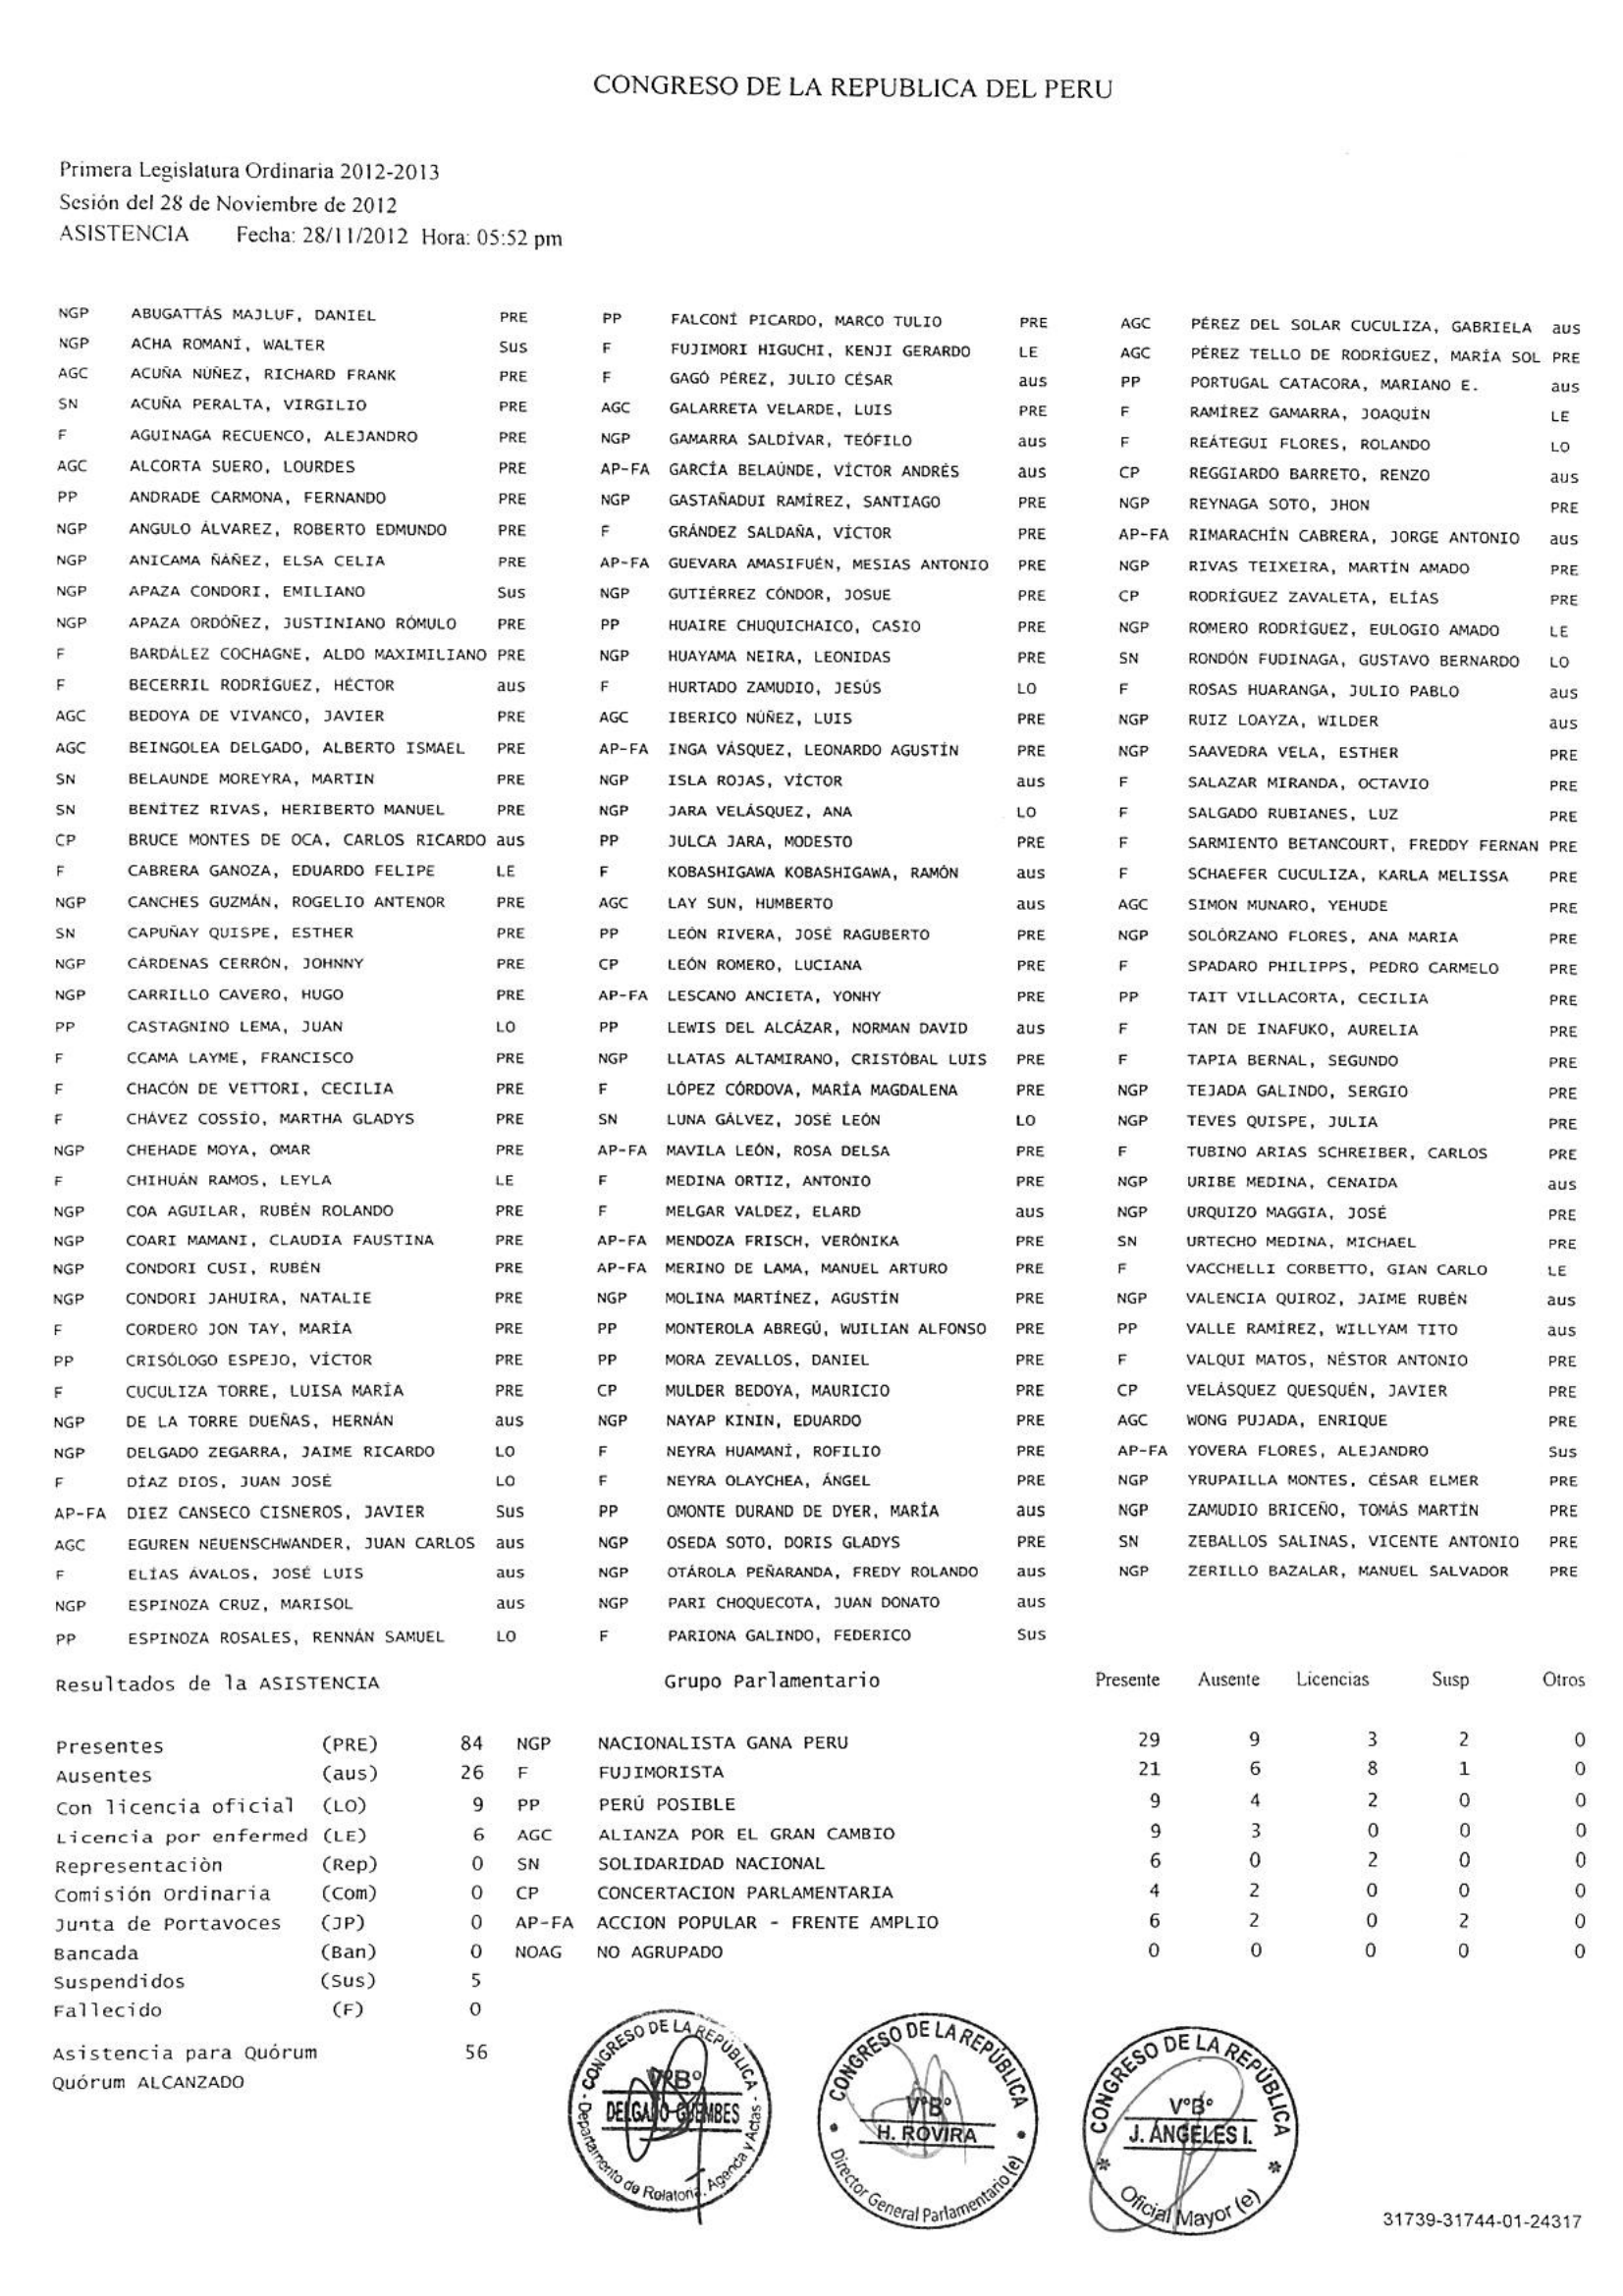 CONGRESO DE LA REPUBLICA DEL PERU
Primera Legislatura Ordinaria 2012-2013
Sesión del 28 de Noviembre de 2012
ASISTENCIA Fecha: 28/11/2012 Hora: 05:52 pm
NGP ABUGATTÁS MAJLUF, DANIEL PRE
NGP ACHA ROMANÍ, WALTER Sus
AGC ACUÑA NÚÑEZ, RICHARD FRANK PRE
SN ACUÑA PERALTA, VIRGILIO PRE
F AGUINAGA RECUENCO, ALEJANDRO PRE
AGC ALCORTA SUERO, LOURDES PRE
PP ANDRADE CARMONA, FERNANDO PRE
NGP ANGULO ÁLVAREZ, ROBERTO EDMUNDO PRE
NGP ANICAMA ÑÁÑEZ, ELSA CELIA PRE
NGP APAZA CONDORI, EMILIANO Sus
NGP APAZA ORDÓÑEZ, JUSTINIANO RÓMULO PRE
F BARDÁLEZ COCHAGNE, ALDO MAXIMILIANO PRE
F BECERRIL RODRÍGUEZ, HÉCTOR aus
AGC BEDOYA DE VIVANCO, JAVIER PRE
AGC BEINGOLEA DELGADO, ALBERTO ISMAEL PRE
SN BELAUNDE MOREYRA, MARTIN PRE
SN BENÍTEZ RIVAS, HERIBERTO MANUEL PRE
CP BRUCE MONTES DE OCA, CARLOS RICARDO aus
F CABRERA GANOZA, EDUARDO FELIPE LE
NGP CANCHES GUZMÁN, ROGELIO ANTENOR PRE
SN CAPUÑAY QUISPE, ESTHER PRE
NGP CÁRDENAS CERRÓN, JOHNNY PRE
NGP CARRILLO CAVERO, HUGO PRE
PP CASTAGNINO LEMA, JUAN LO
F CCAMA LAYME, FRANCISCO PRE
F CHACÓN DE VETTORI, CECILIA PRE
F CHÁVEZ COSSÍO, MARTHA GLADYS PRE
NGP CHEHADE MOYA, OMAR PRE
F CHIHUÁN RAMOS, LEYLA LE
NGP COA AGUILAR, RUBÉN ROLANDO PRE
NGP COARI MAMANI, CLAUDIA FAUSTINA PRE
NGP CONDORI CUSI, RUBÉN PRE
NGP CONDORI JAHUIRA, NATALIE PRE
F CORDERO JON TAY, MARÍA PRE
PP CRISÓLOGO ESPEJO, VÍCTOR PRE
F CUCULIZA TORRE, LUISA MARÍA PRE
NGP DE LA TORRE DUEÑAS, HERNÁN aus
NGP DELGADO ZEGARRA, JAIME RICARDO LO
F DÍAZ DIOS, JUAN JOSÉ LO
AP-FA DIEZ CANSECO CISNEROS, JAVIER Sus
AGC EGUREN NEUENSCHWANDER, JUAN CARLOS aus
F ELÍAS ÁVALOS, JOSÉ LUIS aus
NGP ESPINOZA CRUZ, MARISOL aus
PP ESPINOZA ROSALES, RENNÁN SAMUEL LO
PP FALCONÍ PICARDO, MARCO TULIO PRE
F FUJIMORI HIGUCHI, KENJI GERARDO LE
F GAGÓ PÉREZ, JULIO CÉSAR aus
AGC GALARRETA VELARDE, LUIS PRE
NGP GAMARRA SALDÍVAR, TEÓFILO aus
AP-FA GARCÍA BELAÚNDE, VÍCTOR ANDRÉS aus
NGP GASTAÑADUI RAMÍREZ, SANTIAGO PRE
F GRÁNDEZ SALDAÑA, VÍCTOR PRE
AP-FA GUEVARA AMASIFUÉN, MESIAS ANTONIO PRE
NGP GUTIÉRREZ CÓNDOR, JOSUE PRE
PP HUAIRE CHUQUICHAICO, CASIO PRE
NGP HUAYAMA NEIRA, LEONIDAS PRE
F HURTADO ZAMUDIO, JESÚS LO
AGC IBERICO NÚÑEZ, LUIS PRE
AP-FA INGA VÁSQUEZ, LEONARDO AGUSTÍN PRE
NGP ISLA ROJAS, VÍCTOR aus
NGP JARA VELÁSQUEZ, ANA LO
PP JULCA JARA, MODESTO PRE
F KOBASHIGAWA KOBASHIGAWA, RAMÓN aus
AGC LAY SUN, HUMBERTO aus
PP LEÓN RIVERA, JOSÉ RAGUBERTO PRE
CP LEÓN ROMERO, LUCIANA PRE
AP-FA LESCANO ANCIETA, YONHY PRE
PP LEWIS DEL ALCÁZAR, NORMAN DAVID aus
NGP LLATAS ALTAMIRANO, CRISTÓBAL LUIS PRE
F LÓPEZ CÓRDOVA, MARÍA MAGDALENA PRE
SN LUNA GÁLVEZ, JOSÉ LEÓN LO
AP-FA MAVILA LEÓN, ROSA DELSA PRE
F MEDINA ORTIZ, ANTONIO PRE
F MELGAR VALDEZ, ELARD aus
AP-FA MENDOZA FRISCH, VERÓNIKA PRE
AP-FA MERINO DE LAMA, MANUEL ARTURO PRE
NGP MOLINA MARTÍNEZ, AGUSTÍN PRE
PP MONTEROLA ABREGÚ, WUILIAN ALFONSO PRE
PP MORA ZEVALLOS, DANIEL PRE
CP MULDER BEDOYA, MAURICIO PRE
NGP NAYAP KININ, EDUARDO PRE
F NEYRA HUAMANÍ, ROFILIO PRE
F NEYRA OLAYCHEA, ÁNGEL PRE
PP OMONTE DURAND DE DYER, MARÍA aus
NGP OSEDA SOTO, DORIS GLADYS PRE
NGP OTÁROLA PEÑARANDA, FREDY ROLANDO aus
NGP PARI CHOQUECOTA, JUAN DONATO aus
F PARIONA GALINDO, FEDERICO Sus
AGC PÉREZ DEL SOLAR CUCULIZA, GABRIELA aus
AGC PÉREZ TELLO DE RODRÍGUEZ, MARÍA SOL PRE
PP PORTUGAL CATACORA, MARIANO E. aus
F RAMÍREZ GAMARRA, JOAQUÍN LE
F REÁTEGUI FLORES, ROLANDO LO
CP REGGIARDO BARRETO, RENZO aus
NGP REYNAGA SOTO, JHON PRE
AP-FA RIMARACHÍN CABRERA, JORGE ANTONIO aus
NGP RIVAS TEIXEIRA, MARTÍN AMADO PRE
CP RODRÍGUEZ ZAVALETA, ELÍAS PRE
NGP ROMERO RODRÍGUEZ, EULOGIO AMADO LE
SN RONDÓN FUDINAGA, GUSTAVO BERNARDO LO
F ROSAS HUARANGA, JULIO PABLO aus
NGP RUIZ LOAYZA, WILDER aus
NGP SAAVEDRA VELA, ESTHER PRE
F SALAZAR MIRANDA, OCTAVIO PRE
F SALGADO RUBIANES, LUZ PRE
F SARMIENTO BETANCOURT, FREDDY FERNAN PRE
F SCHAEFER CUCULIZA, KARLA MELISSA PRE
AGC SIMON MUNARO, YEHUDE PRE
NGP SOLÓRZANO FLORES, ANA MARIA PRE
F SPADARO PHILIPPS, PEDRO CARMELO PRE
PP TAIT VILLACORTA, CECILIA PRE
F TAN DE INAFUKO, AURELIA PRE
F TAPIA BERNAL, SEGUNDO PRE
NGP TEJADA GALINDO, SERGIO PRE
NGP TEVES QUISPE, JULIA PRE
F TUBINO ARIAS SCHREIBER, CARLOS PRE
NGP URIBE MEDINA, CENAIDA aus
NGP URQUIZO MAGGIA, JOSÉ PRE
SN URTECHO MEDINA, MICHAEL PRE
F VACCHELLI CORBETTO, GIAN CARLO LE
NGP VALENCIA QUIROZ, JAIME RUBÉN aus
PP VALLE RAMÍREZ, WILLYAM TITO aus
F VALQUI MATOS, NÉSTOR ANTONIO PRE
CP VELÁSQUEZ QUESQUÉN, JAVIER PRE
AGC WONG PUJADA, ENRIQUE PRE
AP-FA YOVERA FLORES, ALEJANDRO Sus
NGP YRUPAILLA MONTES, CÉSAR ELMER PRE
NGP ZAMUDIO BRICEÑO, TOMÁS MARTÍN PRE
SN ZEBALLOS SALINAS, VICENTE ANTONIO PRE
NGP ZERILLO BAZALAR, MANUEL SALVADOR PRE
Resultados de la ASISTENCIA
Presentes (PRE) 84
Ausentes (aus) 26
Con licencia oficial (LO) 9
Licencia por enfermed (LE) 6
Representaciòn (Rep) 0
Comisión Ordinaria (Com) 0
Junta de Portavoces (JP) 0
Bancada (Ban) 0
Suspendidos (Sus) 5
Fallecido (F) 0
Asistencia para Quórum 56
Quórum ALCANZADO
Grupo Parlamentario Presente Ausente Licencias Susp Otros
NGP NACIONALISTA GANA PERU 29 9 3 2 0
F FUJIMORISTA 21 6 8 1 0
PP PERÚ POSIBLE 9 4 2 0 0
AGC ALIANZA POR EL GRAN CAMBIO 9 3 0 0 0
SN SOLIDARIDAD NACIONAL 6 0 2 0 0
CP CONCERTACION PARLAMENTARIA 4 2 0 0 0
AP-FA ACCION POPULAR - FRENTE AMPLIO 6 2 0 2 0
NOAG NO AGRUPADO 0 0 0 0 0
- CONGRESO DE LA REPÚBLICA -
V°B°
DELGADO GUEMBES
Departamento de Relatoría, Agenda y Actas
CONGRESO DE LA REPÚBLICA
V°B°
H. ROVIRA
Director General Parlamentario (e)
CONGRESO DE LA REPÚBLICA
V°B°
J. ÁNGELES I.
Oficial Mayor (e)
31739-31744-01-24317